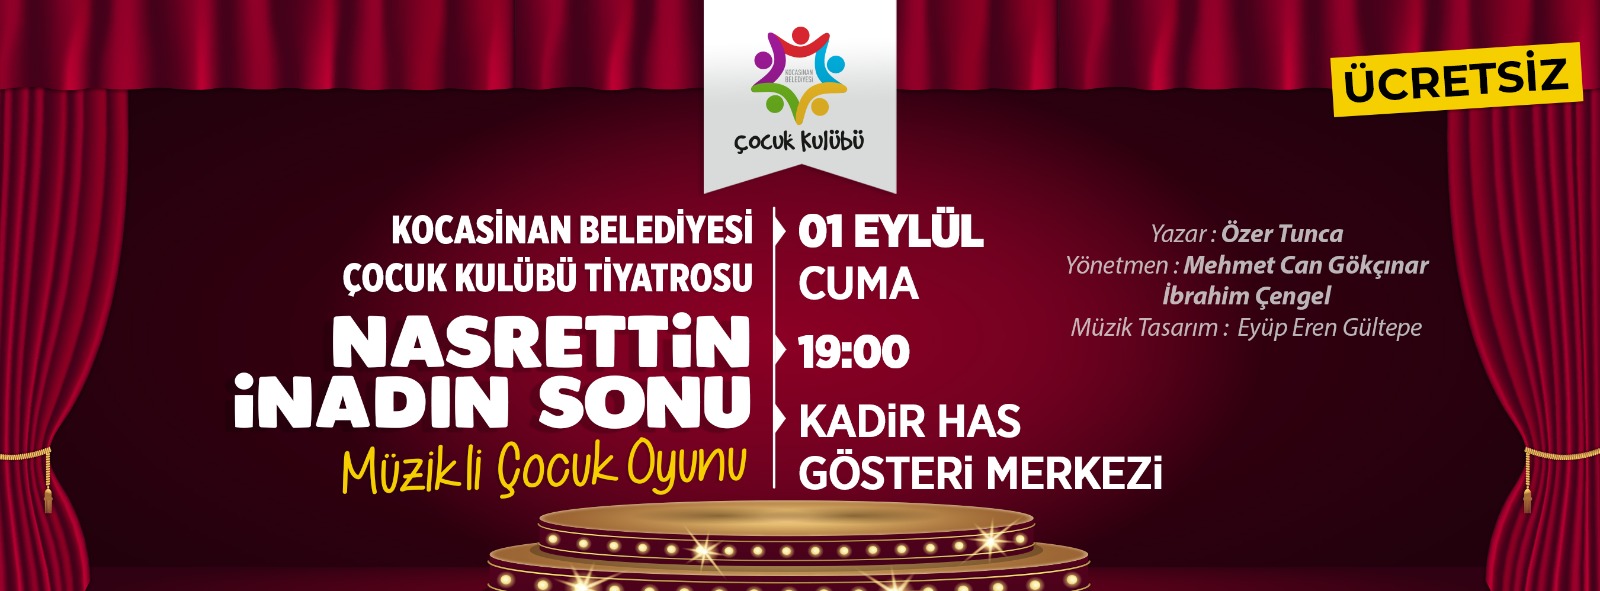 KOCASİNAN
BELEDİYESİ
çocuk kulübü
ÜCRETSİZ
KOCASİNAN BELEDİYESİ
ÇOCUK KULÜBÜ TİYATROSU
NASRETTİN
İNADIN SONU
Müzikli Çocuk Oyunu
01 EYLÜL
CUMA
19:00
KADİR HAS
GÖSTERİ MERKEZİ
Yazar : Özer Tunca
Yönetmen : Mehmet Can Gökçınar
İbrahim Çengel
Müzik Tasarım : Eyüp Eren Gültepe